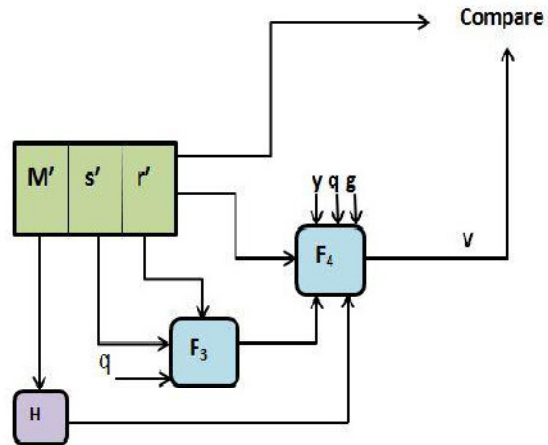 Compare
M' s' r'
y q g
F₄
v
F₃
q
H